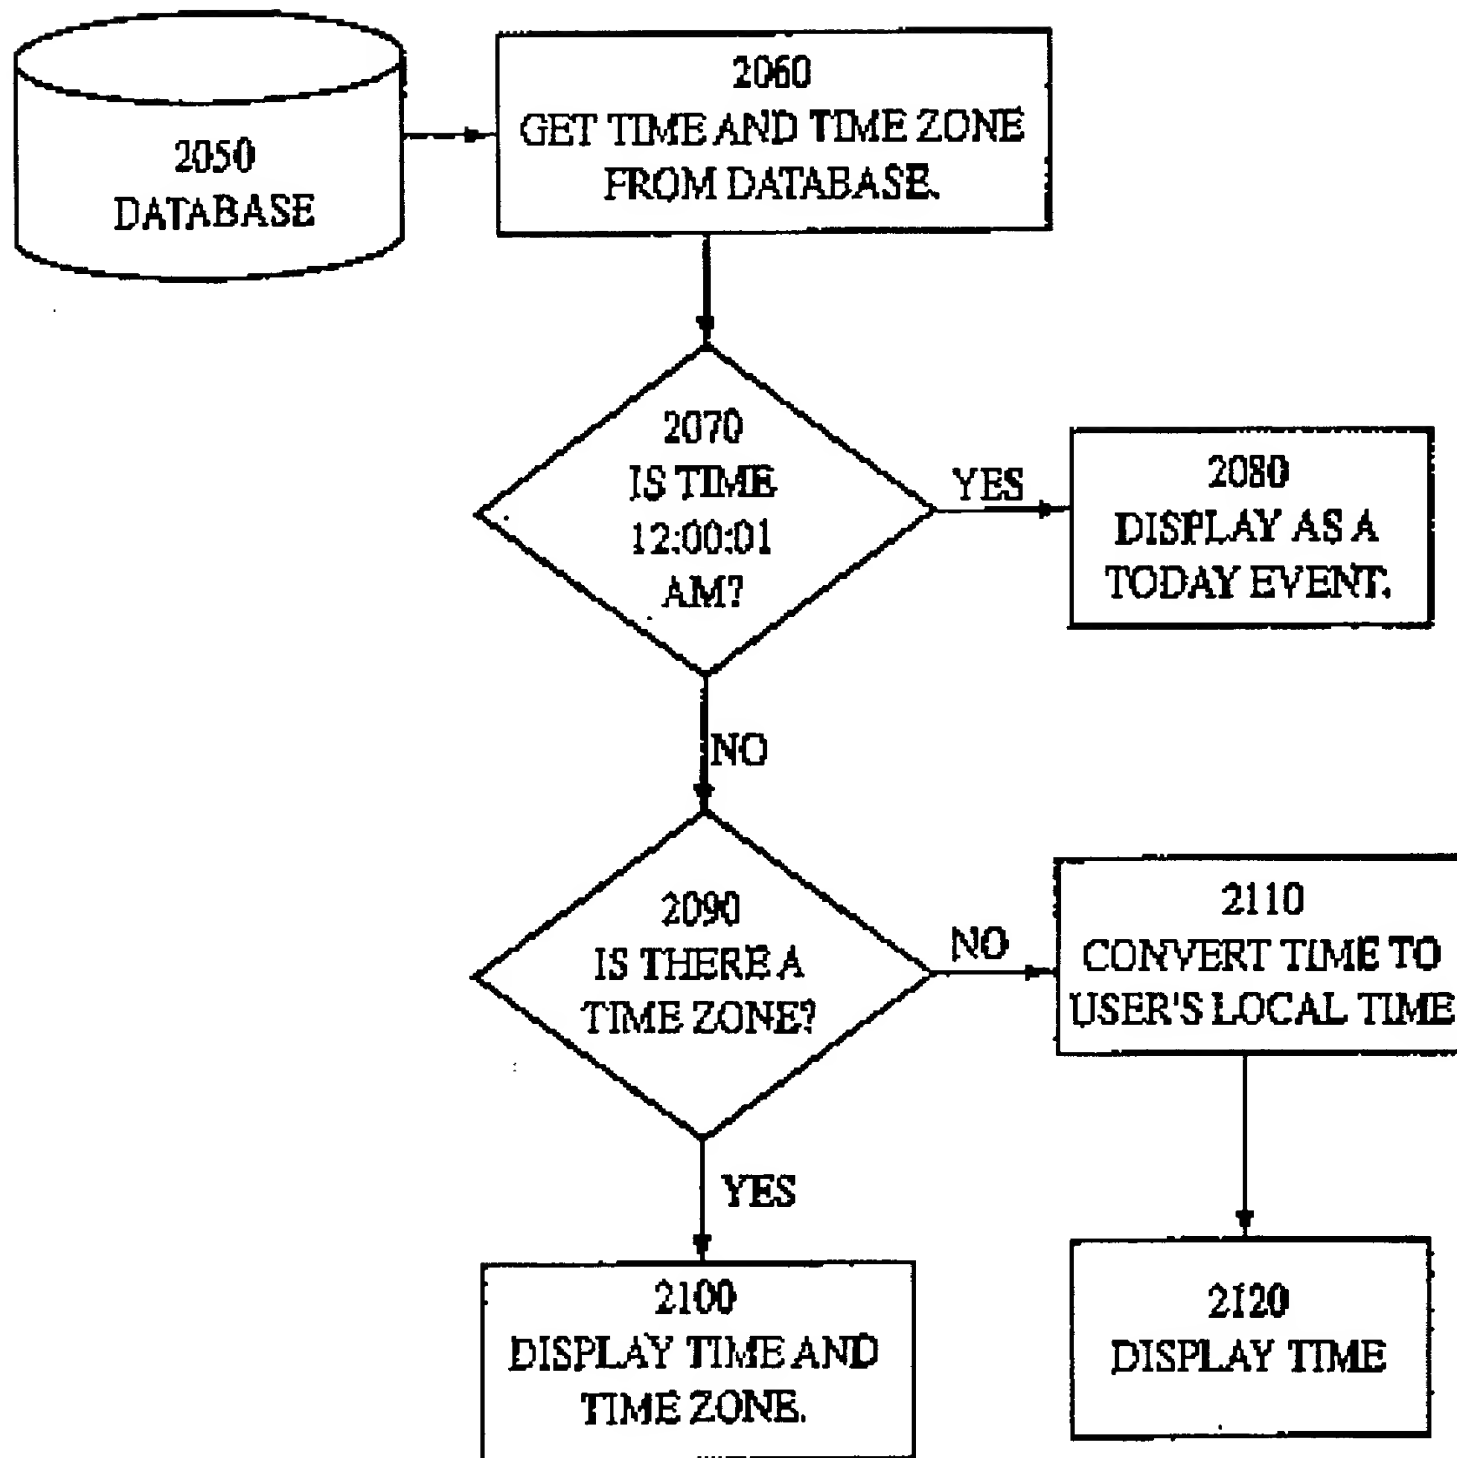 2050
DATABASE
2060
GET TIME AND TIME ZONE
FROM DATABASE.
2070
IS TIME
12:00:01
AM?
YES
2080
DISPLAY AS A
TODAY EVENT.
NO
2090
IS THERE A
TIME ZONE?
NO
2110
CONVERT TIME TO
USER'S LOCAL TIME
YES
2100
DISPLAY TIME AND
TIME ZONE.
2120
DISPLAY TIME